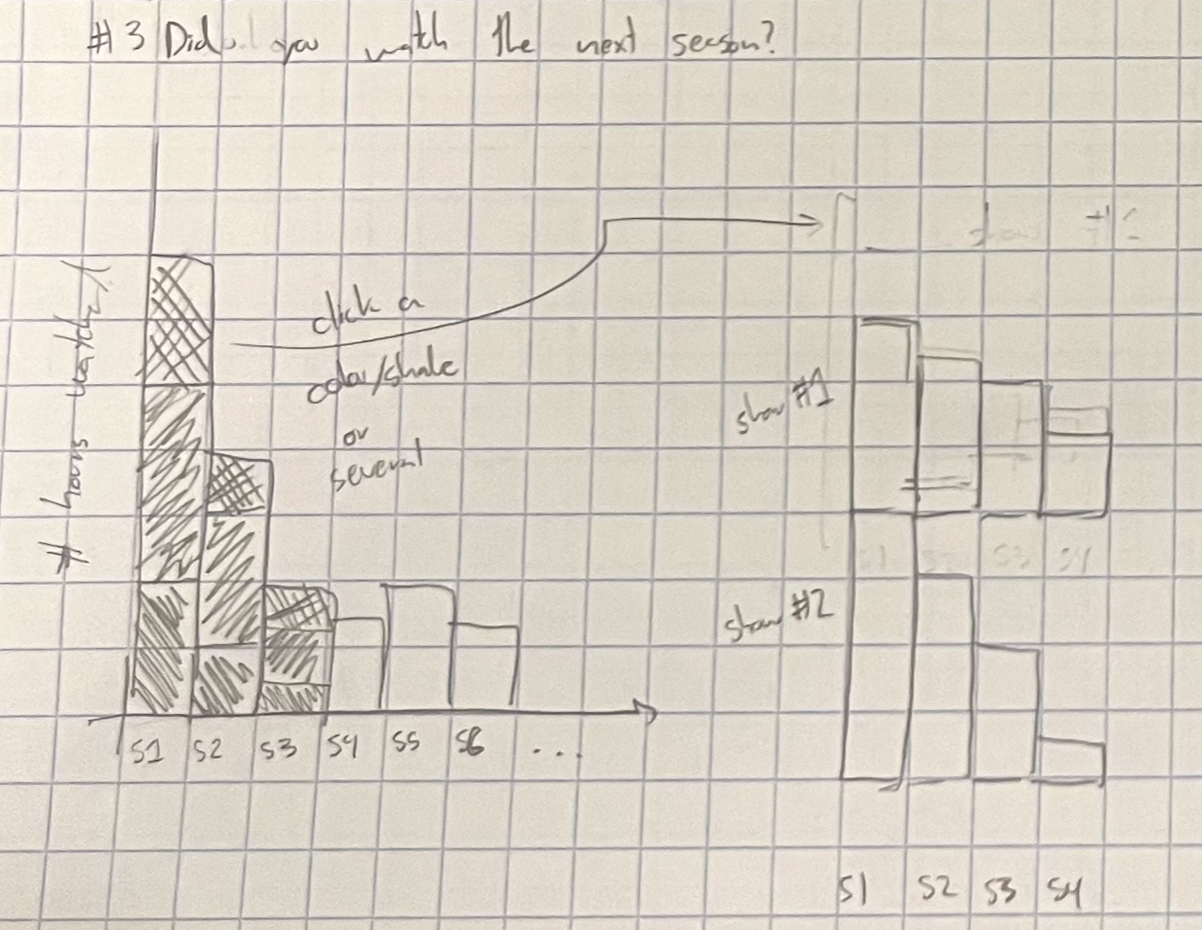 #3 Did you watch the next season?
# hours watched
click a
color/shade
or
several
S1 S2 S3 S4 S5 S6 ...
show #1
show #2
S1 S2 S3 S4
S1 S2 S3 S4